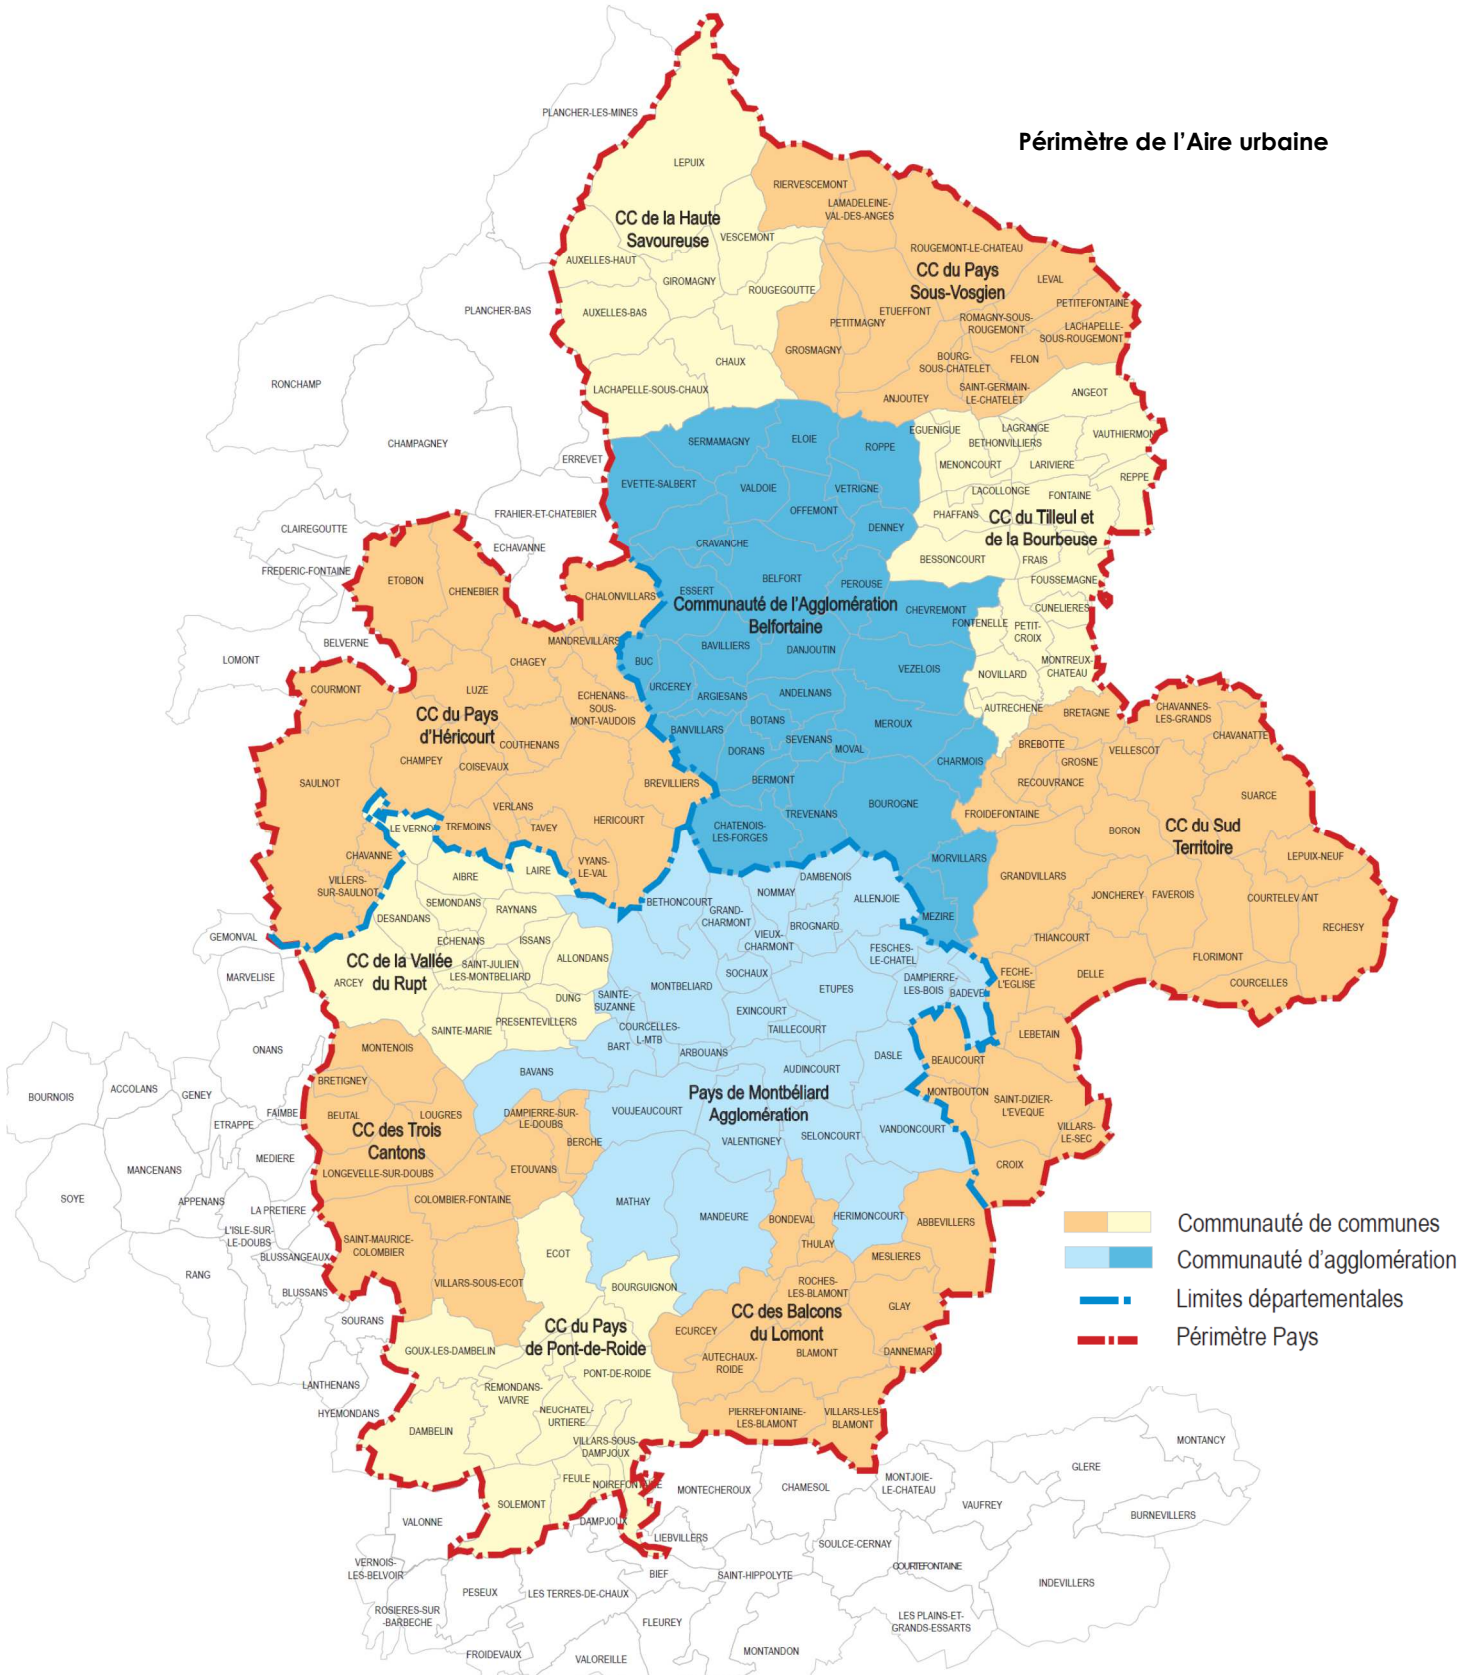 Périmètre de l'Aire urbaine
PLANCHER-LES-MINES
LEPUIX
RIERVESCEMONT
LAMADELEINE-
VAL-DES-ANGES
CC de la Haute
Savoureuse
VESCEMONT
ROUGEMONT-LE-CHATEAU
AUXELLES-HAUT
GIROMAGNY
ROUGEGOUTTE
CC du Pays
Sous-Vosgien
LEVAL
PETITEFONTAINE
PLANCHER-BAS
AUXELLES-BAS
ETUEFFONT
PETITMAGNY
ROMAGNY-SOUS-
ROUGEMONT
LACHAPELLE-
SOUS-ROUGEMONT
GROSMAGNY
CHAUX
BOURG-
SOUS-CHATELET
FELON
RONCHAMP
LACHAPELLE-SOUS-CHAUX
SAINT-GERMAIN-
LE-CHATELET
ANJOUTEY
ANGEOT
CHAMPAGNEY
ERREVET
SERMAMAGNY
ELOIE
ROPPE
EGUENIGUE
LAGRANGE
BETHONVILLIERS
VAUTHIERMON
MENONCOURT
LARIVIERE
REPPE
EVETTE-SALBERT
VALDOIE
VETRIGNE
LACOLLONGE
FONTAINE
OFFEMONT
PHAFFANS
FRAHIER-ET-CHATEBIER
CLAIREGOUTTE
DENNEY
CC du Tilleul et
de la Bourbeuse
ECHAVANNE
CRAVANCHE
BESSONCOURT
FRAIS
FREDERIC-FONTAINE
ETOBON
CHENEBIER
BELFORT
PEROUSE
FOUSSEMAGNE
CHALONVILLARS
ESSERT
Communauté de l'Agglomération
Belfortaine
CHEVREMONT
CUNELIERES
FONTENELLE
PETIT-
CROIX
BELVERNE
MANDREVILLARS
LOMONT
CHAGEY
BUC
BAVILLIERS
DANJOUTIN
VEZELOIS
MONTREUX-
CHATEAU
NOVILLARD
COURMONT
LUZE
ECHENANS-
SOUS-
MONT-VAUDOIS
URCEREY
ARGIESANS
ANDELNANS
AUTRECHENE
BRETAGNE
CHAVANNES-
LES-GRANDS
CC du Pays
d'Héricourt
BANVILLARS
BOTANS
MEROUX
CHAVANATTE
COUTHENANS
DORANS
SEVENANS
MOVAL
BREBOTTE
GROSNE
VELLESCOT
CHAMPEY
COISEVAUX
CHARMOIS
SAULNOT
BREVILLIERS
BERMONT
RECOUVRANCE
SUARCE
VERLANS
BOUROGNE
HERICOURT
TREVENANS
FROIDEFONTAINE
LE VERNOY
TREMOINS
TAVEY
CHATENOIS-
LES-FORGES
BORON
CC du Sud
Territoire
CHAVANNE
MORVILLARS
LEPUIX-NEUF
AIBRE
LAIRE
VYANS-
LE-VAL
DAMBENOIS
GRANDVILLARS
VILLERS-
SUR-SAULNOT
NOMMAY
ALLENJOIE
JONCHEREY
FAVEROIS
COURTELEVANT
SEMONDANS
BETHONCOURT
GRAND-
CHARMONT
MEZIRE
RAYNANS
BROGNARD
RECHESY
DESANDANS
VIEUX-
CHARMONT
THIANCOURT
GEMONVAL
ECHENANS
ISSANS
FESCHES-
LE-CHATEL
FLORIMONT
CC de la Vallée
du Rupt
SAINT-JULIEN
LES-MONTBELIARD
ALLONDANS
SOCHAUX
MARVELISE
ARCEY
MONTBELIARD
ETUPES
DAMPIERRE-
LES-BOIS
BADEVEL
FECHE-
L'EGLISE
DELLE
COURCELLES
DUNG
SAINTE-
SUZANNE
EXINCOURT
SAINTE-MARIE
PRESENTEVILLERS
COURCELLES-
L-MTB
TAILLECOURT
LEBETAIN
ONANS
MONTENOIS
BART
ARBOUANS
DASLE
BEAUCOURT
BAVANS
AUDINCOURT
BOURNOIS
ACCOLANS
GENEY
BRETIGNEY
Pays de Montbéliard
Agglomération
MONTBOUTON
SAINT-DIZIER-
L'EVEQUE
FAIMBE
BEUTAL
LOUGRES
DAMPIERRE-SUR-
LE-DOUBS
VOUJEAUCOURT
ETRAPPE
CC des Trois
Cantons
BERCHE
VALENTIGNEY
SELONCOURT
VANDONCOURT
VILLARS-
LE-SEC
MEDIERE
MANCENANS
LONGEVELLE-SUR-DOUBS
ETOUVANS
CROIX
SOYE
APPENANS
LA PRETIERE
COLOMBIER-FONTAINE
MATHAY
MANDEURE
BONDEVAL
HERIMONCOURT
ABBEVILLERS
L'ISLE-SUR-
LE-DOUBS
SAINT-MAURICE-
COLOMBIER
THULAY
ECOT
BLUSSANGEAUX
MESLIERES
RANG
VILLARS-SOUS-ECOT
BOURGUIGNON
ROCHES-
LES-BLAMONT
BLUSSANS
GLAY
SOURANS
CC du Pays
de Pont-de-Roide
ECURCEY
CC des Balcons
du Lomont
GOUX-LES-DAMBELIN
AUTECHAUX-
ROIDE
BLAMONT
DANNEMARI
PONT-DE-ROIDE
LANTHENANS
REMONDANS-
VAIVRE
HYEMONDANS
NEUCHATEL-
URTIERE
PIERREFONTAINE-
LES-BLAMONT
VILLARS-LES-
BLAMONT
DAMBELIN
VILLARS-SOUS-
DAMPJOUX
FEULE
NOIREFONTAINE
MONTECHEROUX
CHAMESOL
MONTJOIE-
LE-CHATEAU
GLERE
MONTANCY
SOLEMONT
VAUFREY
BURNEVILLERS
VALONNE
DAMPJOUX
LIEBVILLERS
SOULCE-CERNAY
VERNOIS-
LES-BELVOIR
COURTEFONTAINE
BIEF
SAINT-HIPPOLYTE
INDEVILLERS
PESEUX
LES TERRES-DE-CHAUX
ROSIERES-SUR
-BARBECHE
FLEUREY
LES PLAINS-ET-
GRANDS-ESSARTS
FROIDEVAUX
VALOREILLE
MONTANDON
Communauté de communes
Communauté d'agglomération
Limites départementales
Périmètre Pays